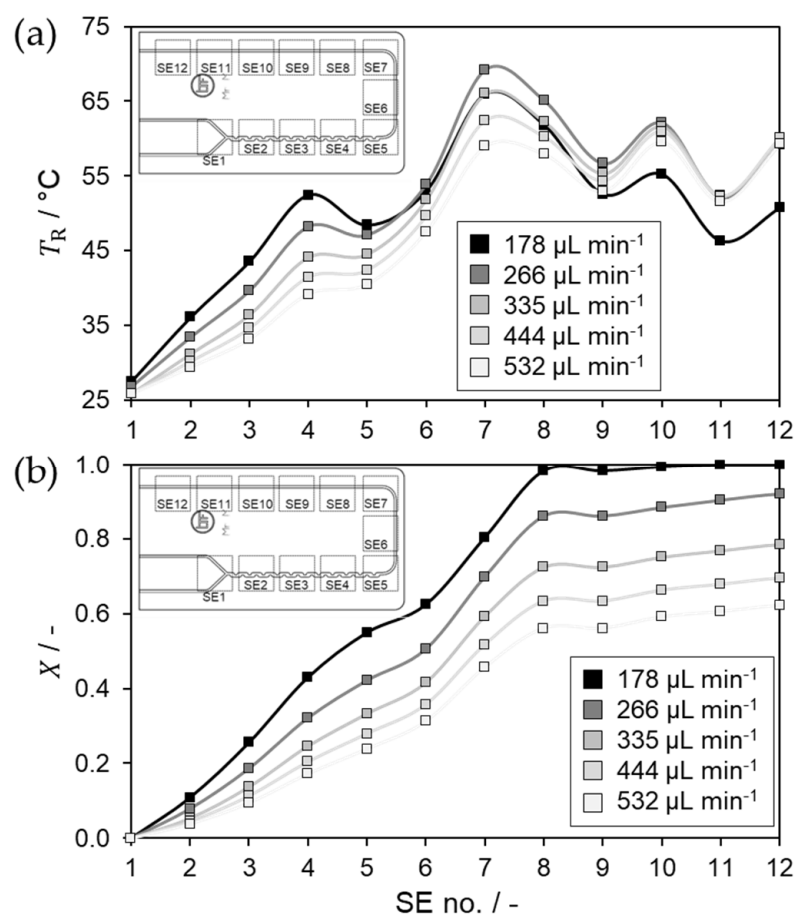 (a)
75
65
55
45
35
25
T_R / °C
SE12 SE11 SE10 SE9 SE8 SE7
SE6
SE1 SE2 SE3 SE4 SE5
178 µL min⁻¹
266 µL min⁻¹
335 µL min⁻¹
444 µL min⁻¹
532 µL min⁻¹
1 2 3 4 5 6 7 8 9 10 11 12
(b)
1.0
0.8
0.6
0.4
0.2
0.0
X / -
SE12 SE11 SE10 SE9 SE8 SE7
SE6
SE1 SE2 SE3 SE4 SE5
178 µL min⁻¹
266 µL min⁻¹
335 µL min⁻¹
444 µL min⁻¹
532 µL min⁻¹
1 2 3 4 5 6 7 8 9 10 11 12
SE no. / -